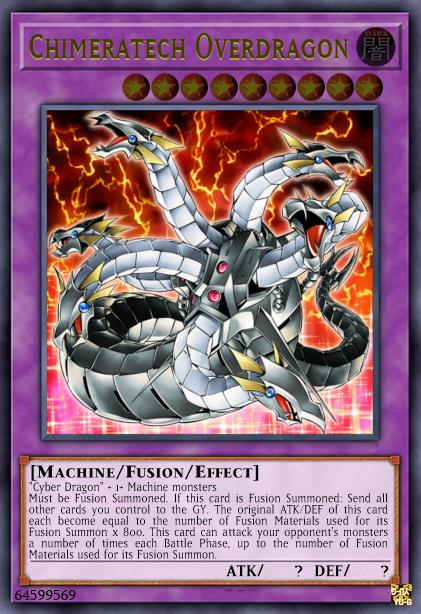 Chimeratech Overdragon
DARK
闇
[Machine/Fusion/Effect]
"Cyber Dragon" + 1+ Machine monsters
Must be Fusion Summoned. If this card is Fusion Summoned: Send all
other cards you control to the GY. The original ATK/DEF of this card
each become equal to the number of Fusion Materials used for its
Fusion Summon x 800. This card can attack your opponent's monsters
a number of times each Battle Phase, up to the number of Fusion
Materials used for its Fusion Summon.
ATK/ ? DEF/ ?
64599569